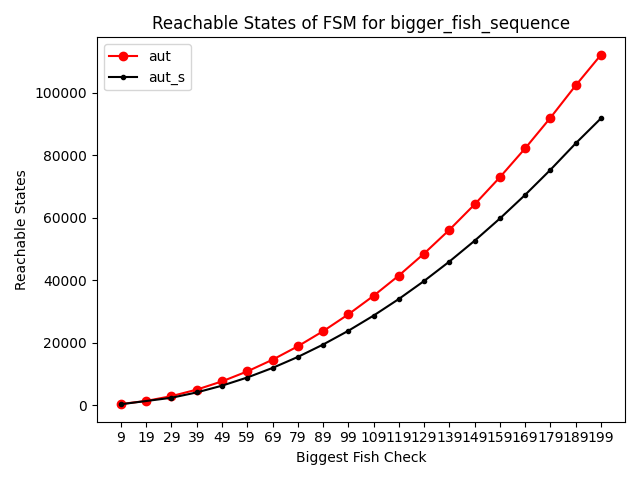 Reachable States of FSM for bigger_fish_sequence
aut
aut_s
Reachable States
100000
80000
60000
40000
20000
0
9 19 29 39 49 59 69 79 89 99 109 119 129 139 149 159 169 179 189 199
Biggest Fish Check